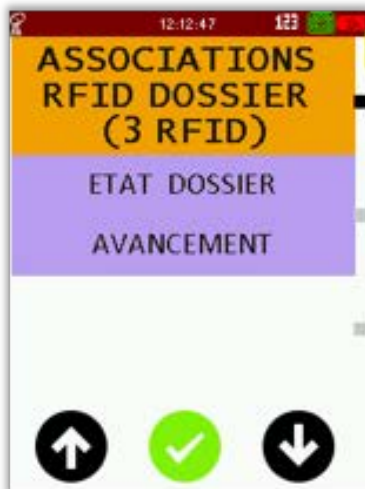 12:12:47
123
ASSOCIATIONS
RFID DOSSIER
(3 RFID)
ETAT DOSSIER
AVANCEMENT